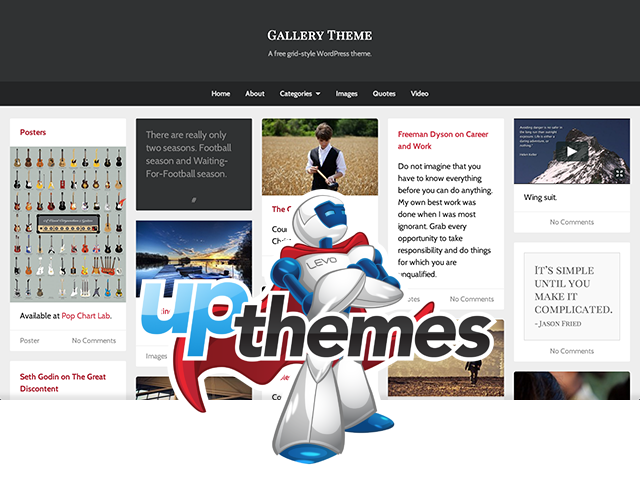 GALLERY THEME
A free grid-style WordPress theme.
Home
About
Categories
Images
Quotes
Video
Posters
Available at Pop Chart Lab.
Poster
No Comments
Seth Godin on The Great
Discontent
There are really only
two seasons. Football
season and Waiting-
For-Football season.
#
Images
The G
Cour
Chris
Co
Freeman Dyson on Career
and Work
Do not imagine that you
have to know everything
before you can do anything.
My own best work was
done when I was most
ignorant. Grab every
opportunity to take
responsibility and do things
for which you are
unqualified.
otes
No Comments
Wing suit.
No Comments
IT'S SIMPLE
UNTIL YOU
MAKE IT
COMPLICATED.
-JASON FRIED
No Comments
LEVO
upthemes